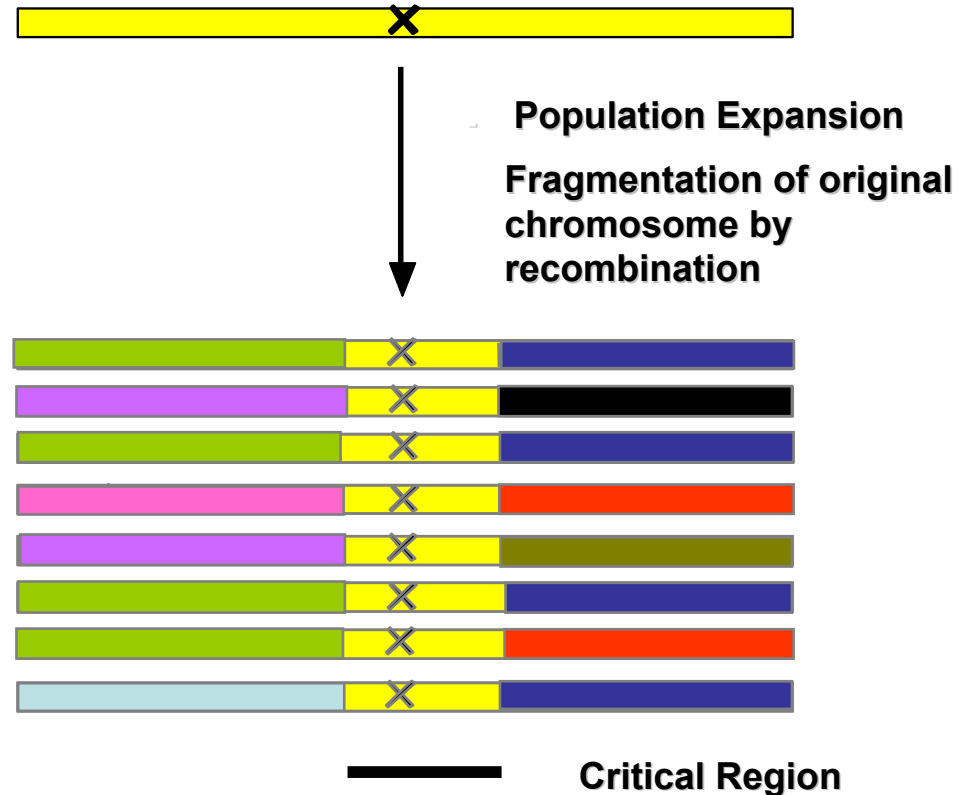 Population Expansion
Fragmentation of original
chromosome by
recombination
Critical Region